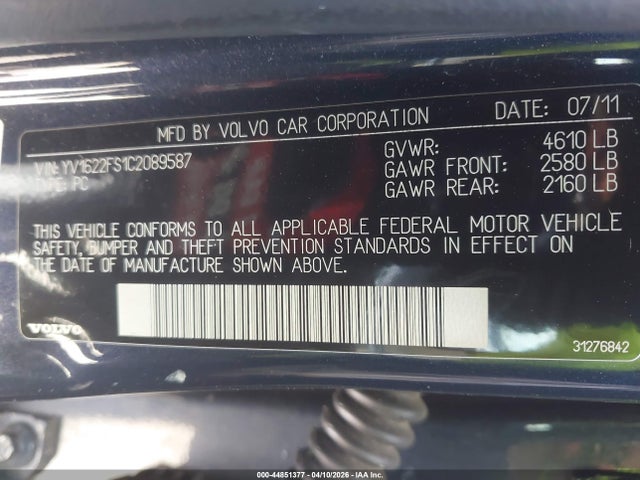 MFD BY VOLVO CAR CORPORATION DATE: 07/11
VIN: YV1622FS1C2089587 GVWR: 4610 LB
TYPE: PC GAWR FRONT: 2580 LB
GAWR REAR: 2160 LB
THIS VEHICLE CONFORMS TO ALL APPLICABLE FEDERAL MOTOR VEHICLE
SAFETY, BUMPER AND THEFT PREVENTION STANDARDS IN EFFECT ON
THE DATE OF MANUFACTURE SHOWN ABOVE.
VOLVO 31276842
000-44851377 - 04/10/2026 - IAA Inc.